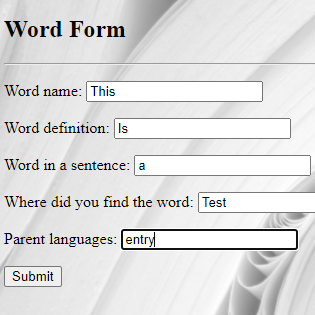 Word Form
Word name: This
Word definition: Is
Word in a sentence: a
Where did you find the word: Test
Parent languages: entry
Submit